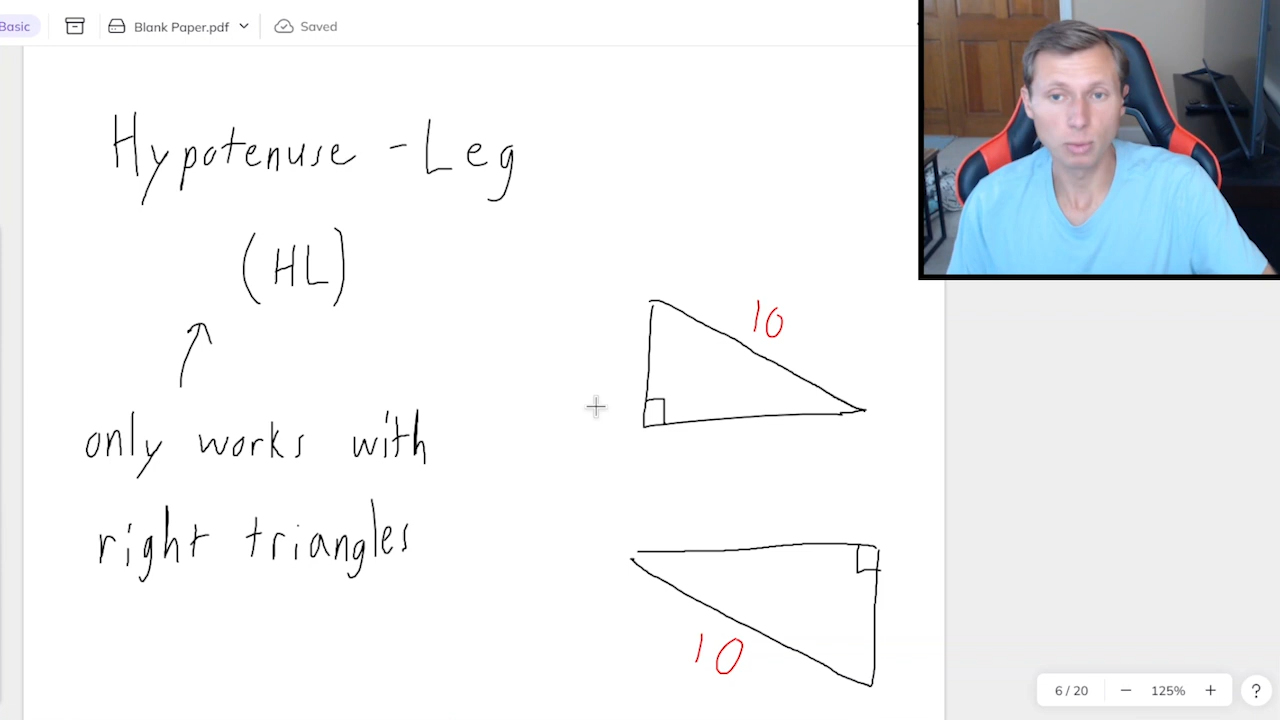 Basic
Blank Paper.pdf
Saved
Hypotenuse - Leg
(HL)
only works with
right triangles
10
10
6 / 20
125%
?